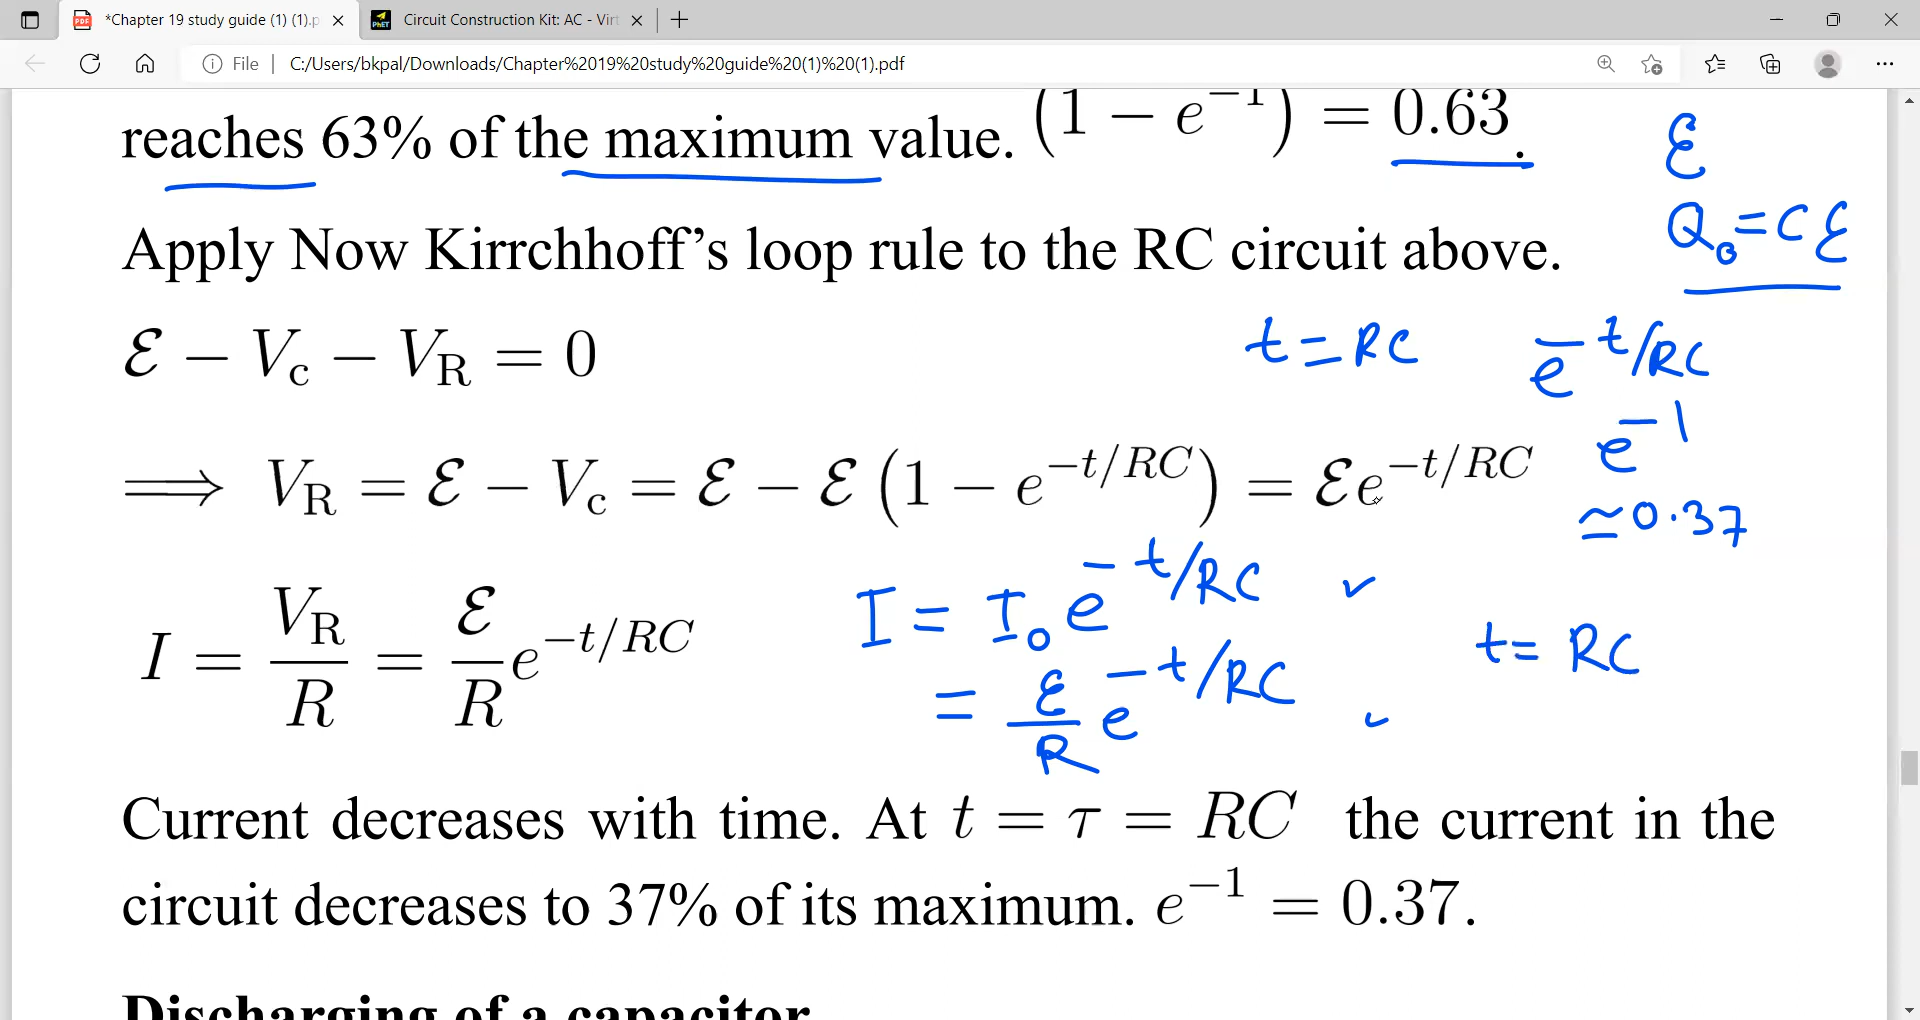 *Chapter 19 study guide (1) (1).p
Circuit Construction Kit: AC - Virt
File | C:/Users/bkpal/Downloads/Chapter%2019%20study%20guide%20(1)%20(1).pdf
reaches 63% of the maximum value. (1 − e⁻¹) = 0.63.
ℰ
Q₀ = Cℰ
Apply Now Kirrchhoff’s loop rule to the RC circuit above.
ℰ − V_c − V_R = 0
t = RC
e^{−t/RC}
e⁻¹
≃ 0.37
⟹ V_R = ℰ − V_c = ℰ − ℰ(1 − e^{−t/RC}) = ℰe^{−t/RC}
I = V_R/R = ℰ/R e^{−t/RC}
I = I₀ e^{−t/RC} ✓
= ℰ/R e^{−t/RC} ✓
t = RC
Current decreases with time. At t = τ = RC the current in the
circuit decreases to 37% of its maximum. e⁻¹ = 0.37.
Discharging of a capacitor